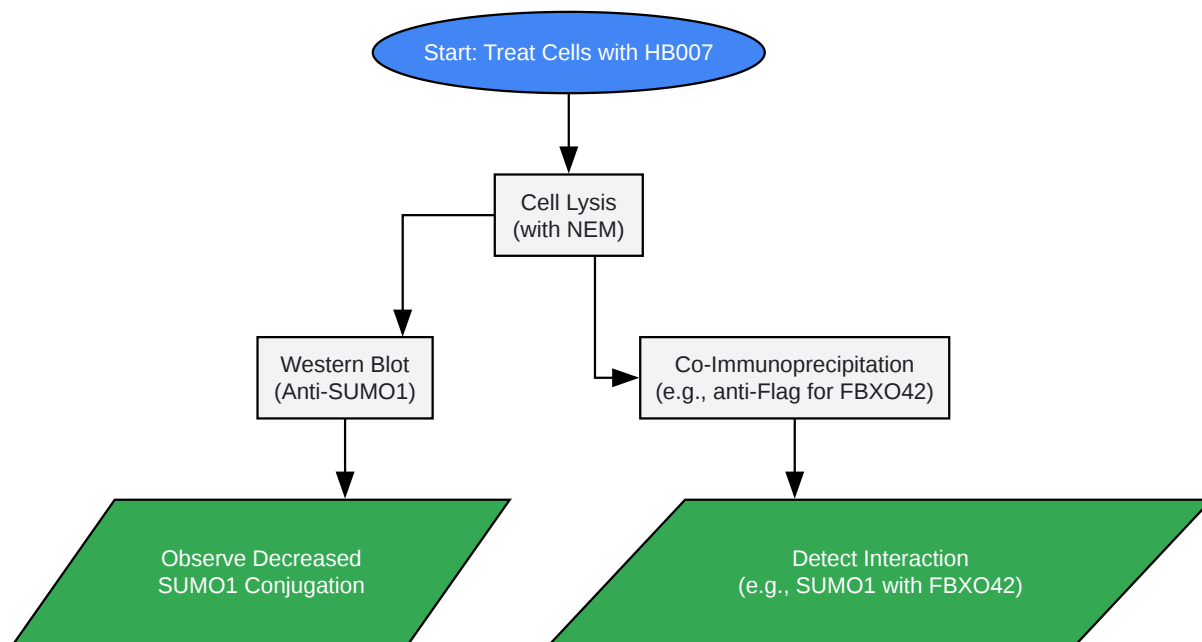 Start: Treat Cells with HB007
Cell Lysis
(with NEM)
Western Blot
(Anti-SUMO1)
Co-Immunoprecipitation
(e.g., anti-Flag for FBXO42)
Observe Decreased
SUMO1 Conjugation
Detect Interaction
(e.g., SUMO1 with FBXO42)